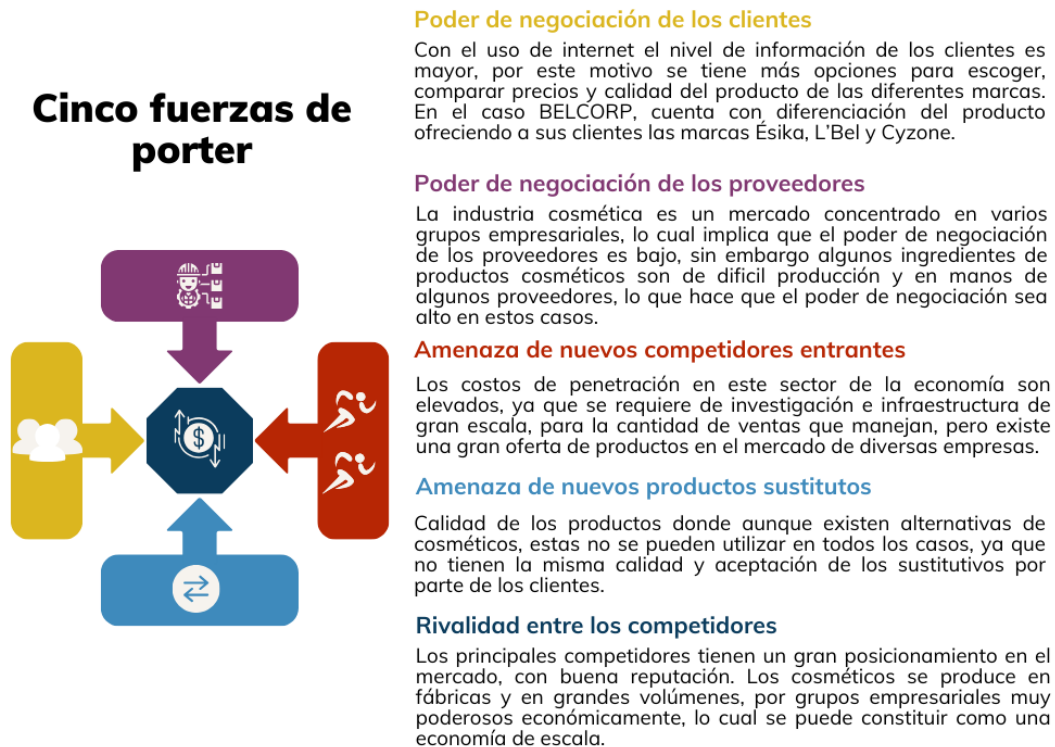 Cinco fuerzas de
porter
Poder de negociación de los clientes
Con el uso de internet el nivel de información de los clientes es
mayor, por este motivo se tiene más opciones para escoger,
comparar precios y calidad del producto de las diferentes marcas.
En el caso BELCORP, cuenta con diferenciación del producto
ofreciendo a sus clientes las marcas Ésika, L'Bel y Cyzone.
Poder de negociación de los proveedores
La industria cosmética es un mercado concentrado en varios
grupos empresariales, lo cual implica que el poder de negociación
de los proveedores es bajo, sin embargo algunos ingredientes de
productos cosméticos son de dificil producción y en manos de
algunos proveedores, lo que hace que el poder de negociación sea
alto en estos casos.
Amenaza de nuevos competidores entrantes
Los costos de penetración en este sector de la economía son
elevados, ya que se requiere de investigación e infraestructura de
gran escala, para la cantidad de ventas que manejan, pero existe
una gran oferta de productos en el mercado de diversas empresas.
Amenaza de nuevos productos sustitutos
Calidad de los productos donde aunque existen alternativas de
cosméticos, estas no se pueden utilizar en todos los casos, ya que
no tienen la misma calidad y aceptación de los sustitutivos por
parte de los clientes.
Rivalidad entre los competidores
Los principales competidores tienen un gran posicionamiento en el
mercado, con buena reputación. Los cosméticos se produce en
fábricas y en grandes volúmenes, por grupos empresariales muy
poderosos económicamente, lo cual se puede constituir como una
economía de escala.
$